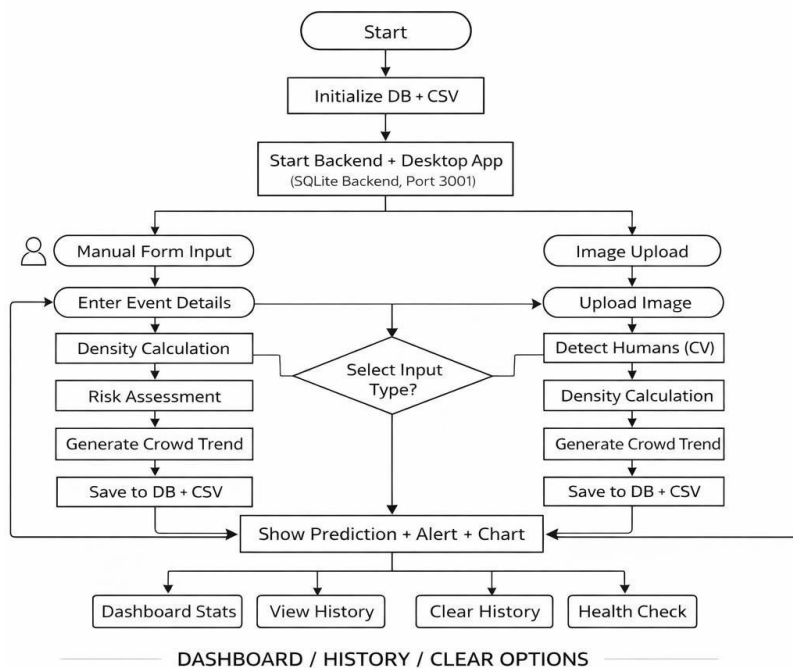 Start
Initialize DB + CSV
Start Backend + Desktop App
(SQLite Backend, Port 3001)
Manual Form Input
Image Upload
Enter Event Details
Upload Image
Density Calculation
Select Input
Type?
Detect Humans (CV)
Risk Assessment
Density Calculation
Generate Crowd Trend
Generate Crowd Trend
Save to DB + CSV
Save to DB + CSV
Show Prediction + Alert + Chart
Dashboard Stats
View History
Clear History
Health Check
DASHBOARD / HISTORY / CLEAR OPTIONS